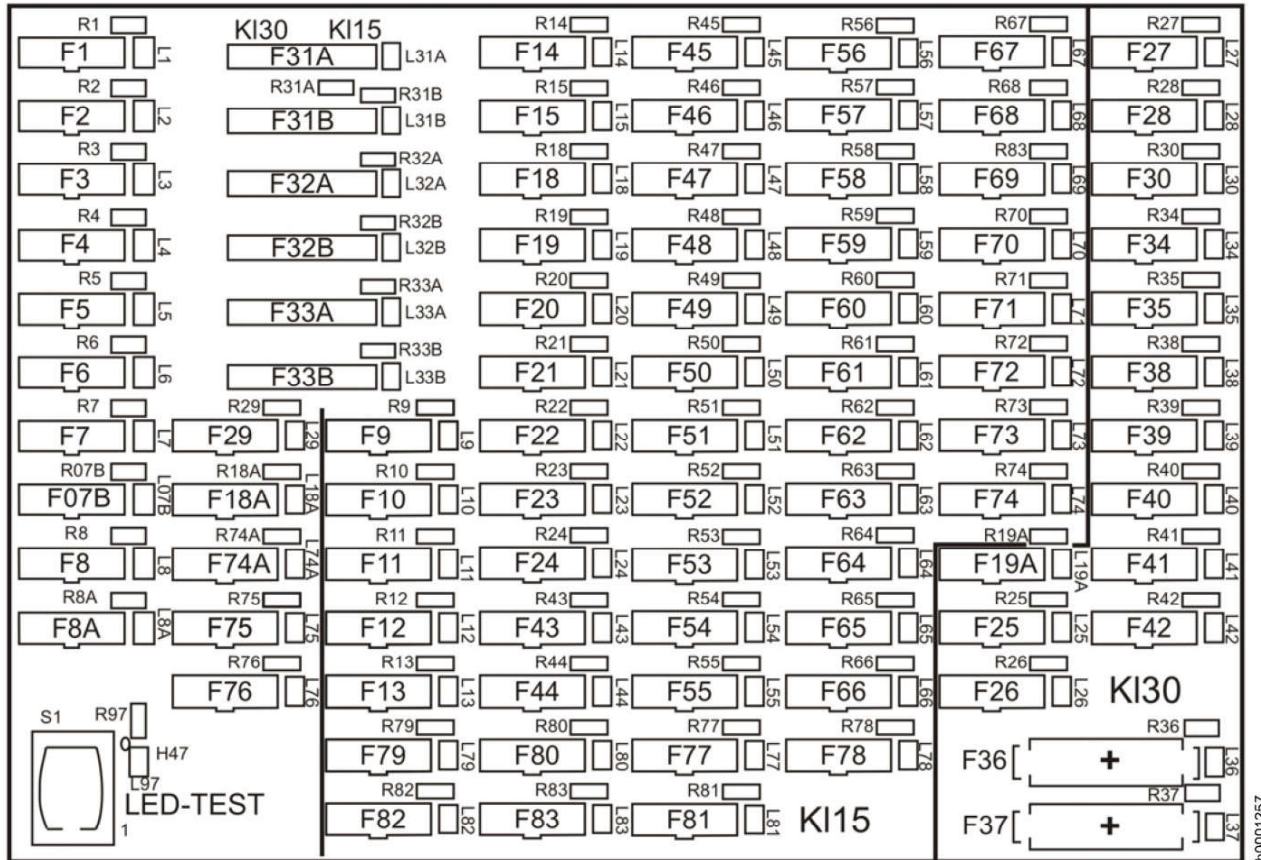 R1 KI30 KI15 R14 R45 R56 R67 R27
F1 L1 F31A L31A F14 L14 F45 L45 F56 L56 F67 L67 F27 L27
R2 R31A R31B R15 R46 R57 R68 R28
F2 L2 F31B L31B F15 L15 F46 L46 F57 L57 F68 L68 F28 L28
R3 R32A R18 R47 R58 R83 R30
F3 L3 F32A L32A F18 L18 F47 L47 F58 L58 F69 L69 F30 L30
R4 R32B R19 R48 R59 R70 R34
F4 L4 F32B L32B F19 L19 F48 L48 F59 L59 F70 L70 F34 L34
R5 R33A R20 R49 R60 R71 R35
F5 L5 F33A L33A F20 L20 F49 L49 F60 L60 F71 L71 F35 L35
R6 R33B R21 R50 R61 R72 R38
F6 L6 F33B L33B F21 L21 F50 L50 F61 L61 F72 L72 F38 L38
R7 R29 R9 R22 R51 R62 R73 R39
F7 L7 F29 L29 F9 L9 F22 L22 F51 L51 F62 L62 F73 L73 F39 L39
R07B R18A R10 R23 R52 R63 R74 R40
F07B L07B F18A L18A F10 L10 F23 L23 F52 L52 F63 L63 F74 L74 F40 L40
R8 R74A R11 R24 R53 R64 R19A R41
F8 L8 F74A L74A F11 L11 F24 L24 F53 L53 F64 L64 F19A L19A F41 L41
R8A R75 R12 R43 R54 R65 R25 R42
F8A L8A F75 L75 F12 L12 F43 L43 F54 L54 F65 L65 F25 L25 F42 L42
R76 R13 R44 R55 R66 R26
F76 L76 F13 L13 F44 L44 F55 L55 F66 L66 F26 L26 KI30
S1 R97 R79 R80 R77 R78 R36
0 H47 F79 L79 F80 L80 F77 L77 F78 L78 F36 + L36
L97 R82 R83 R81 R37
LED-TEST
1 F82 L82 F83 L83 F81 L81 KI15 F37 + L37
b0001257